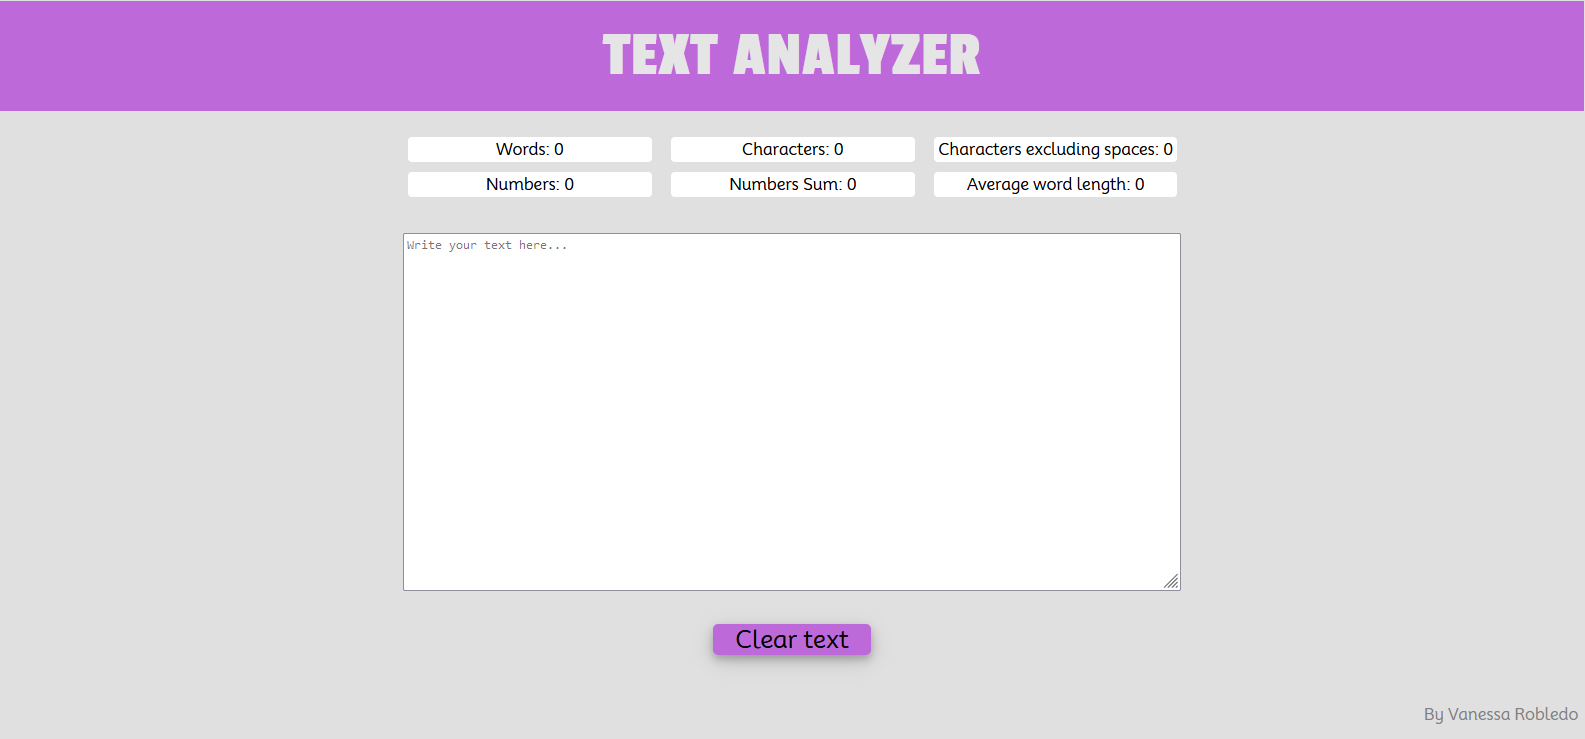 TEXT ANALYZER
Words: 0
Characters: 0
Characters excluding spaces: 0
Numbers: 0
Numbers Sum: 0
Average word length: 0
Write your text here...
Clear text
By Vanessa Robledo